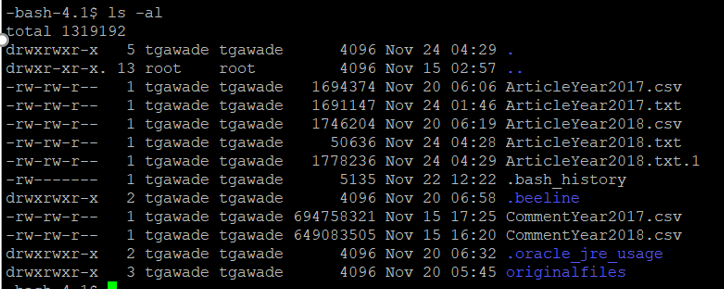 -bash-4.1$ ls -al
total 1319192
drwxrwxr-x 5 tgawade tgawade 4096 Nov 24 04:29 .
drwxr-xr-x. 13 root root 4096 Nov 15 02:57 ..
-rw-rw-r-- 1 tgawade tgawade 1694374 Nov 20 06:06 ArticleYear2017.csv
-rw-rw-r-- 1 tgawade tgawade 1691147 Nov 24 01:46 ArticleYear2017.txt
-rw-rw-r-- 1 tgawade tgawade 1746204 Nov 20 06:19 ArticleYear2018.csv
-rw-rw-r-- 1 tgawade tgawade 50636 Nov 24 04:28 ArticleYear2018.txt
-rw-rw-r-- 1 tgawade tgawade 1778236 Nov 24 04:29 ArticleYear2018.txt.1
-rw------- 1 tgawade tgawade 5135 Nov 22 12:22 .bash_history
drwxrwxr-x 2 tgawade tgawade 4096 Nov 20 06:58 .beeline
-rw-rw-r-- 1 tgawade tgawade 694758321 Nov 15 17:25 CommentYear2017.csv
-rw-rw-r-- 1 tgawade tgawade 649083505 Nov 15 16:20 CommentYear2018.csv
drwxrwxr-x 2 tgawade tgawade 4096 Nov 20 06:32 .oracle_jre_usage
drwxrwxr-x 3 tgawade tgawade 4096 Nov 20 05:45 originalfiles
-bash-4.1$